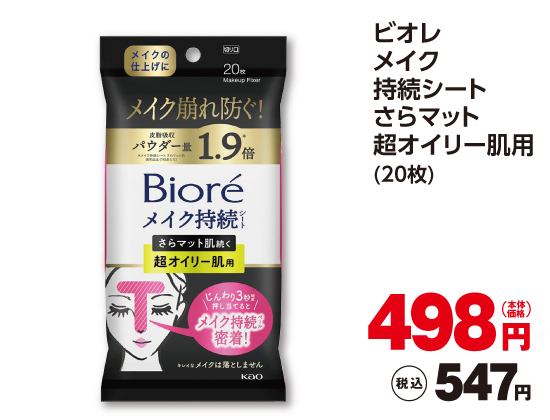 メイクの
仕上げに
切り口
20枚
Makeup Fixer
メイク崩れ防ぐ!
皮脂吸収
パウダー量
1.9倍
Bioré
メイク持続シート
さらマット肌続く
超オイリー肌用
じんわり3秒
押し当てると
メイク持続
密着!
キレイなメイクは落としません
Kao
ビオレ
メイク
持続シート
さらマット
超オイリー肌用
(20枚)
498円
(本体価格)
税込
547円